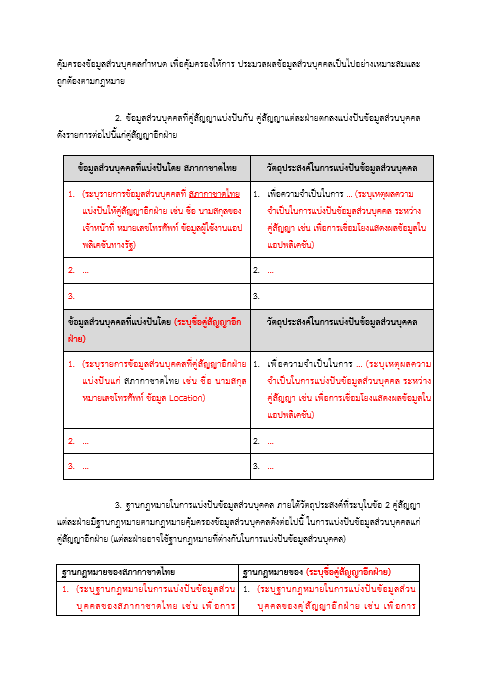 คุ้มครองข้อมูลส่วนบุคคลกำหนด เพื่อคุ้มครองให้การ ประมวลผลข้อมูลส่วนบุคคลเป็นไปอย่างเหมาะสมและ
ถูกต้องตามกฎหมาย
2. ข้อมูลส่วนบุคคลที่คู่สัญญาแบ่งปันกัน คู่สัญญาแต่ละฝ่ายตกลงแบ่งปันข้อมูลส่วนบุคคล
ดังรายการต่อไปนี้แก่คู่สัญญาอีกฝ่าย
ข้อมูลส่วนบุคคลที่แบ่งปันโดย สภากาชาดไทย
วัตถุประสงค์ในการแบ่งปันข้อมูลส่วนบุคคล
1. (ระบุรายการข้อมูลส่วนบุคคลที่ สภากาชาดไทย
แบ่งปันให้คู่สัญญาอีกฝ่าย เช่น ชื่อ นามสกุลของ
เจ้าหน้าที่ หมายเลขโทรศัพท์ ข้อมูลผู้ใช้งานแอป
พลิเคชันทางรัฐ)
1. เพื่อความจำเป็นในการ ... (ระบุเหตุผลความ
จำเป็นในการแบ่งปันข้อมูลส่วนบุคคล ระหว่าง
คู่สัญญา เช่น เพื่อการเชื่อมโยงแสดงผลข้อมูลใน
แอปพลิเคชัน)
2. ...
2. ...
3.
3.
ข้อมูลส่วนบุคคลที่แบ่งปันโดย (ระบุชื่อคู่สัญญาอีก
ฝ่าย)
วัตถุประสงค์ในการแบ่งปันข้อมูลส่วนบุคคล
1. (ระบุรายการข้อมูลส่วนบุคคลที่คู่สัญญาอีกฝ่าย
แบ่งปันแก่ สภากาชาดไทย เช่น ชื่อ นามสกุล
หมายเลขโทรศัพท์ ข้อมูล Location)
1. เพื่อความจำเป็นในการ ... (ระบุเหตุผลความ
จำเป็นในการแบ่งปันข้อมูลส่วนบุคคล ระหว่าง
คู่สัญญา เช่น เพื่อการเชื่อมโยงแสดงผลข้อมูลใน
แอปพลิเคชัน)
2. ...
2. ...
3. ...
3. ...
3. ฐานกฎหมายในการแบ่งปันข้อมูลส่วนบุคคล ภายใต้วัตถุประสงค์ที่ระบุในข้อ 2 คู่สัญญา
แต่ละฝ่ายมีฐานกฎหมายตามกฎหมายคุ้มครองข้อมูลส่วนบุคคลดังต่อไปนี้ ในการแบ่งปันข้อมูลส่วนบุคคลแก่
คู่สัญญาอีกฝ่าย (แต่ละฝ่ายอาจใช้ฐานกฎหมายที่ต่างกันในการแบ่งปันข้อมูลส่วนบุคคล)
ฐานกฎหมายของสภากาชาดไทย
ฐานกฎหมายของ (ระบุชื่อคู่สัญญาอีกฝ่าย)
1. (ระบุฐานกฎหมายในการแบ่งปันข้อมูลส่วน
บุคคลของสภากาชาดไทย เช่น เพื่อการ
1. (ระบุฐานกฎหมายในการแบ่งปันข้อมูลส่วน
บุคคลของคู่สัญญาอีกฝ่าย เช่น เพื่อการ